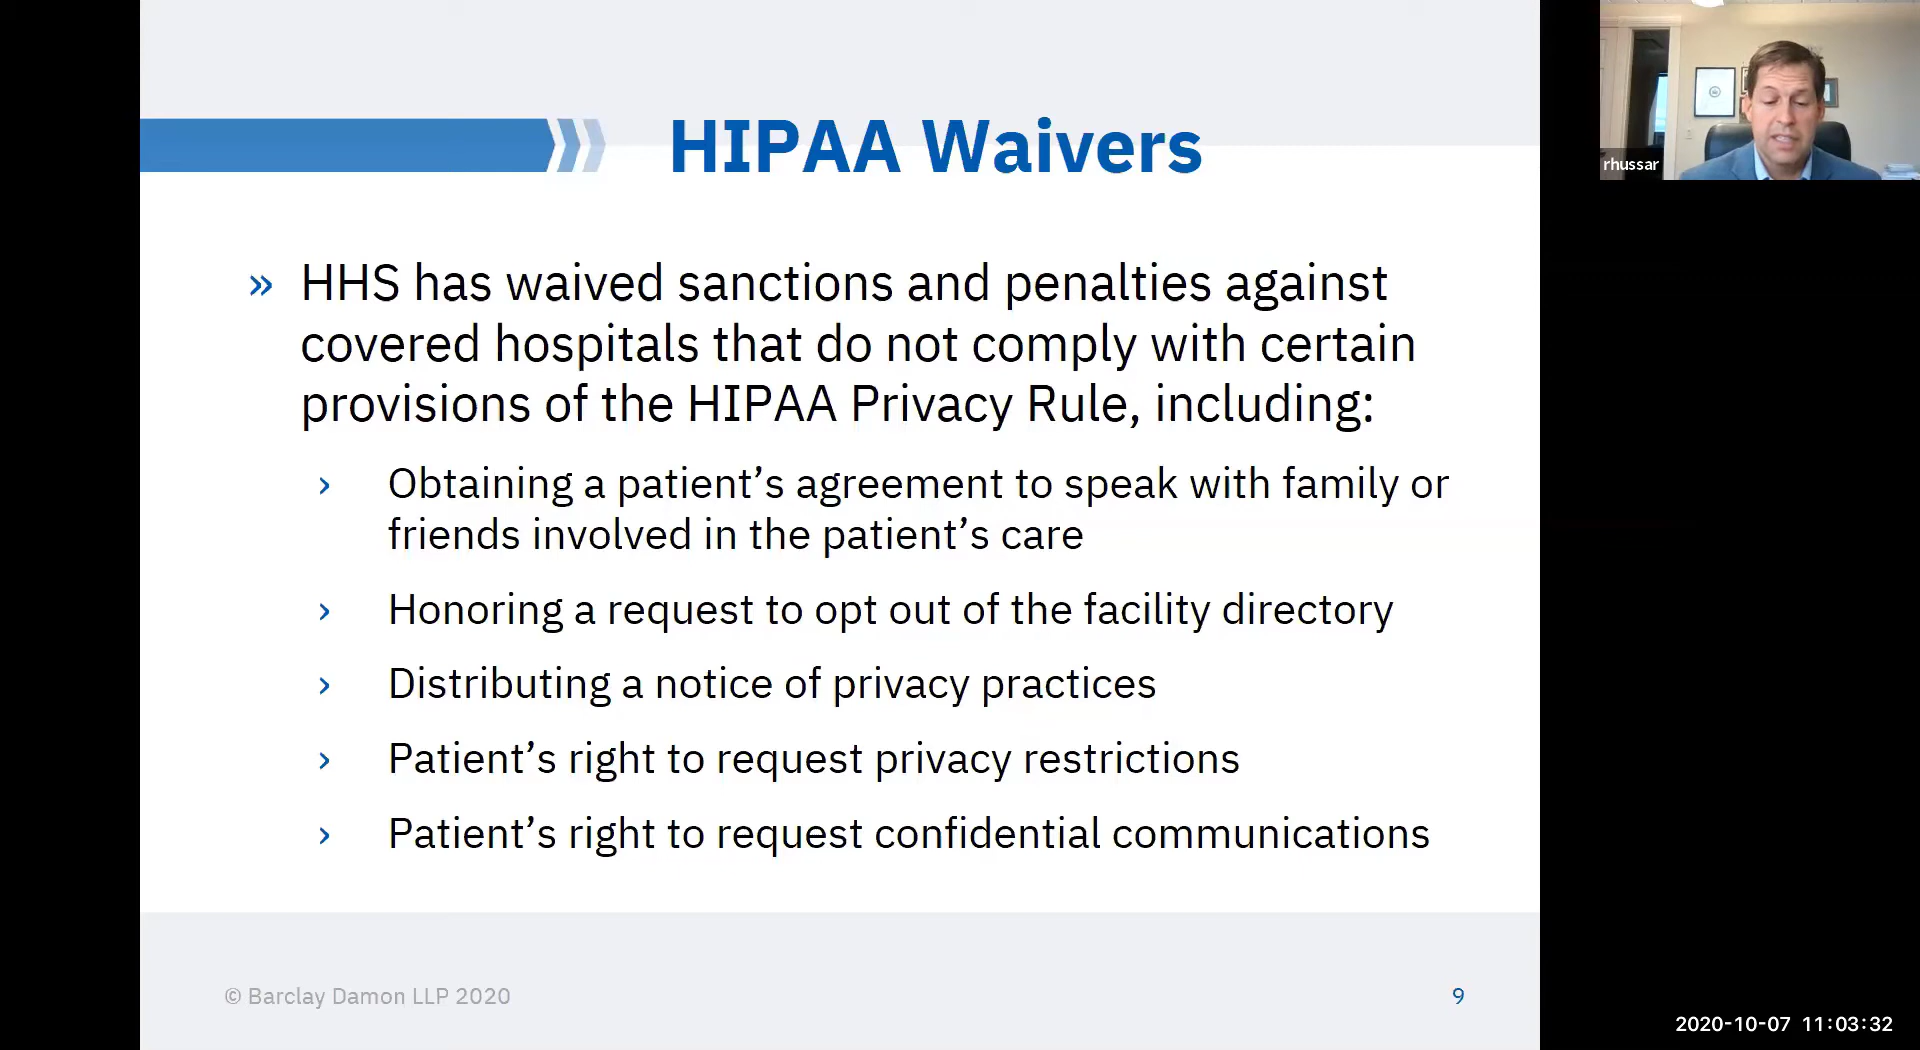 HIPAA Waivers
» HHS has waived sanctions and penalties against
covered hospitals that do not comply with certain
provisions of the HIPAA Privacy Rule, including:
› Obtaining a patient’s agreement to speak with family or
friends involved in the patient’s care
› Honoring a request to opt out of the facility directory
› Distributing a notice of privacy practices
› Patient’s right to request privacy restrictions
› Patient’s right to request confidential communications
© Barclay Damon LLP 2020
9
rhussar
2020-10-07 11:03:32